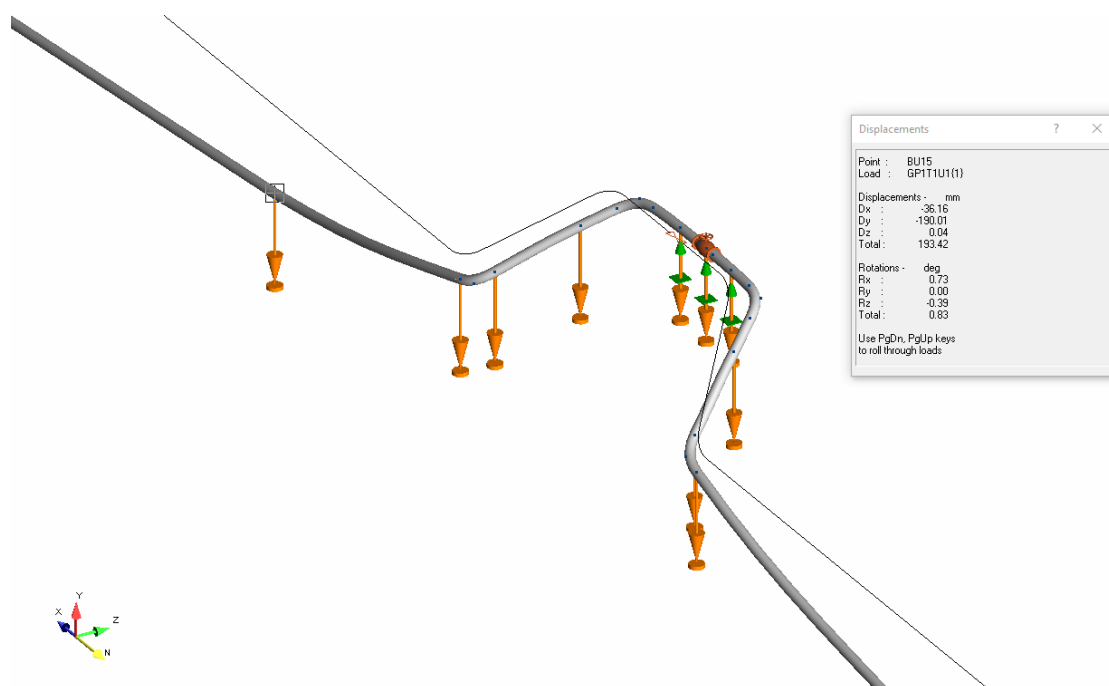 Displacements ? ×
Point : BU15
Load : GP1T1U1{1}
Displacements - mm
Dx : -36.16
Dy : -190.01
Dz : 0.04
Total : 193.42
Rotations - deg
Rx : 0.73
Ry : 0.00
Rz : -0.39
Total : 0.83
Use PgDn, PgUp keys
to roll through loads
Y
X
Z
N